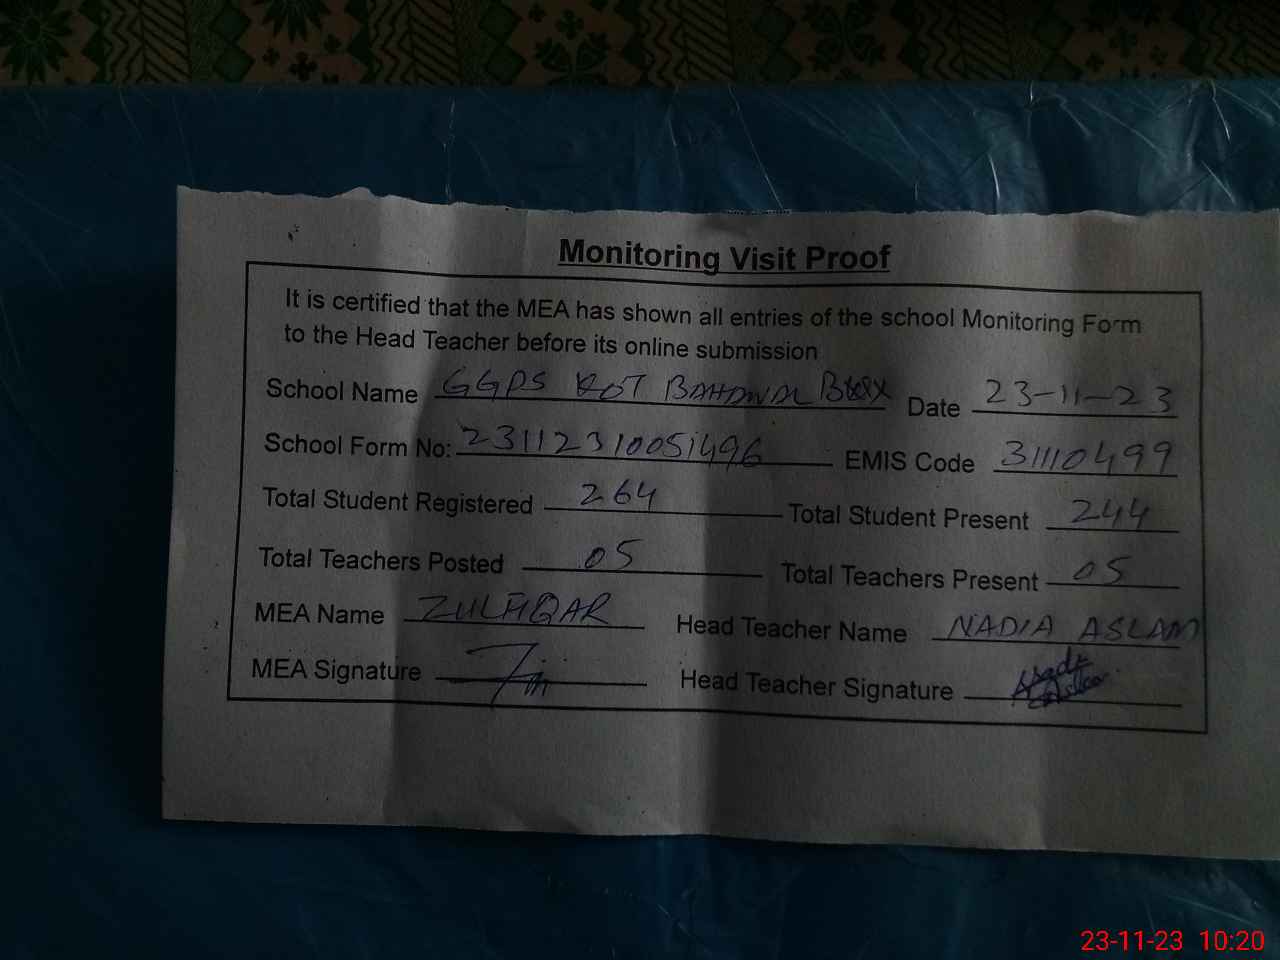 Monitoring Visit Proof
It is certified that the MEA has shown all entries of the school Monitoring Form
to the Head Teacher before its online submission
School Name GGPS KOT BAHAWAL Date 23-11-23
School Form No: 23112310051496 EMIS Code 31110499
Total Student Registered 264 Total Student Present 244
Total Teachers Posted 05 Total Teachers Present 05
MEA Name ZULFIQAR Head Teacher Name NADIA ASLAM
MEA Signature Head Teacher Signature
23-11-23 10:20